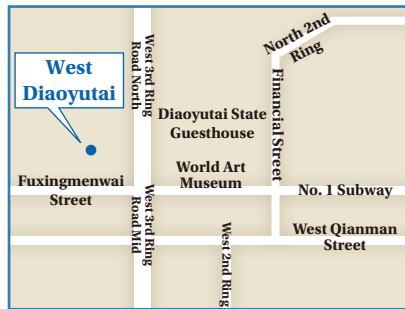 North 2nd
Ring
West 3rd Ring
Road North
West
Diaoyutai
Financial Street
Diaoyutai State
Guesthouse
World Art
Museum
Fuxingmenwai
Street
No. 1 Subway
West 3rd Ring
Road Mid
West 2nd Ring
West Qianman
Street